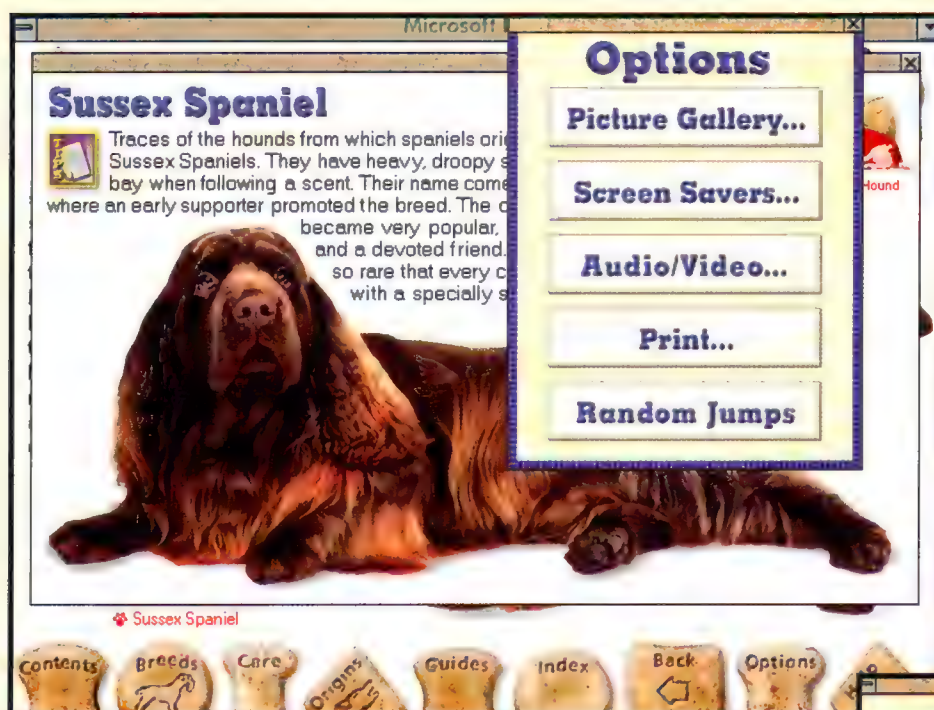 Microsoft
Options
Sussex Spaniel
Traces of the hounds from which spaniels
Sussex Spaniels. They have heavy, droopy
bay when following a scent. Their name
where an early supporter promoted the breed. The
became very popular,
and a devoted friend.
so rare that every
with a specially
Picture Gallery...
Screen Savers...
Audio/Video...
Print...
Random Jumps
Hound
Sussex Spaniel
Contents Breeds Care Origins Guides Index Back Options